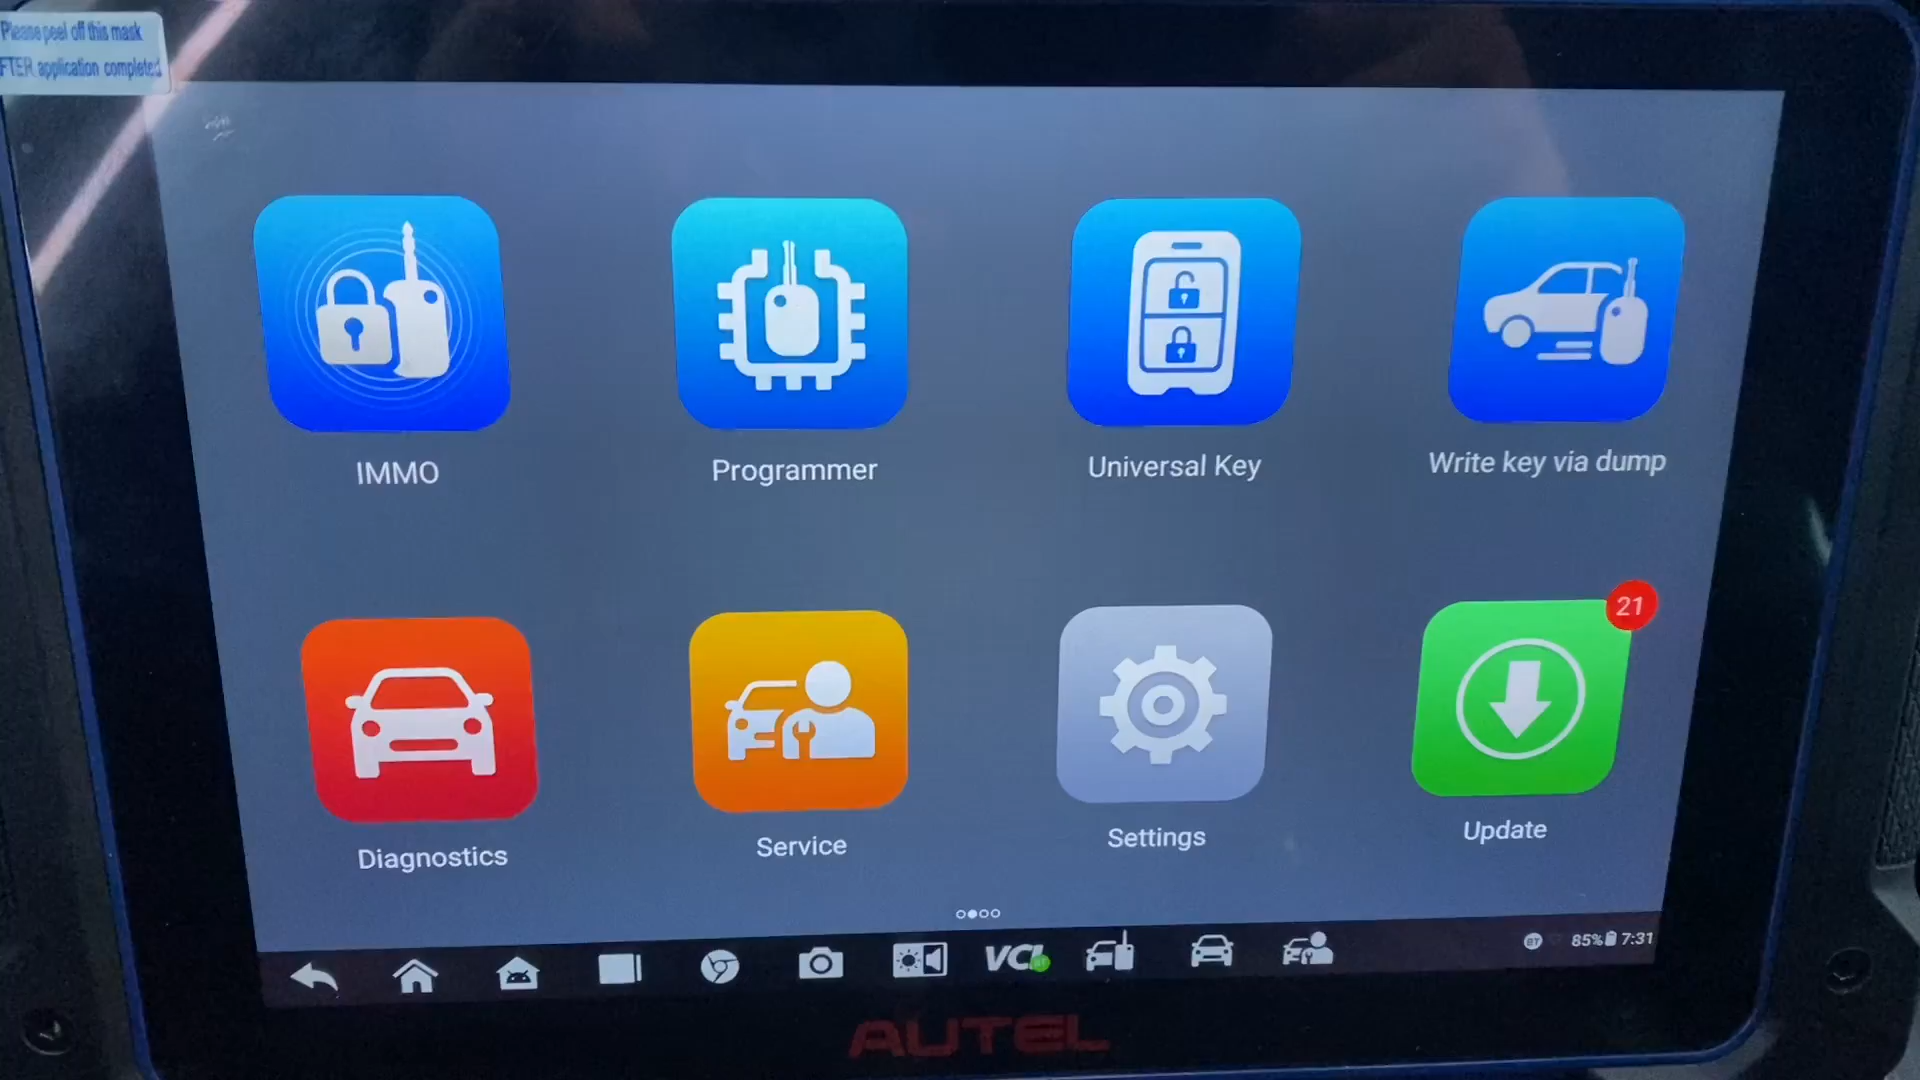 Please peel off this mask
FTER application completed
IMMO
Programmer
Universal Key
Write key via dump
21
Diagnostics
Service
Settings
Update
VCI
BT
85% 7:31
AUTEL